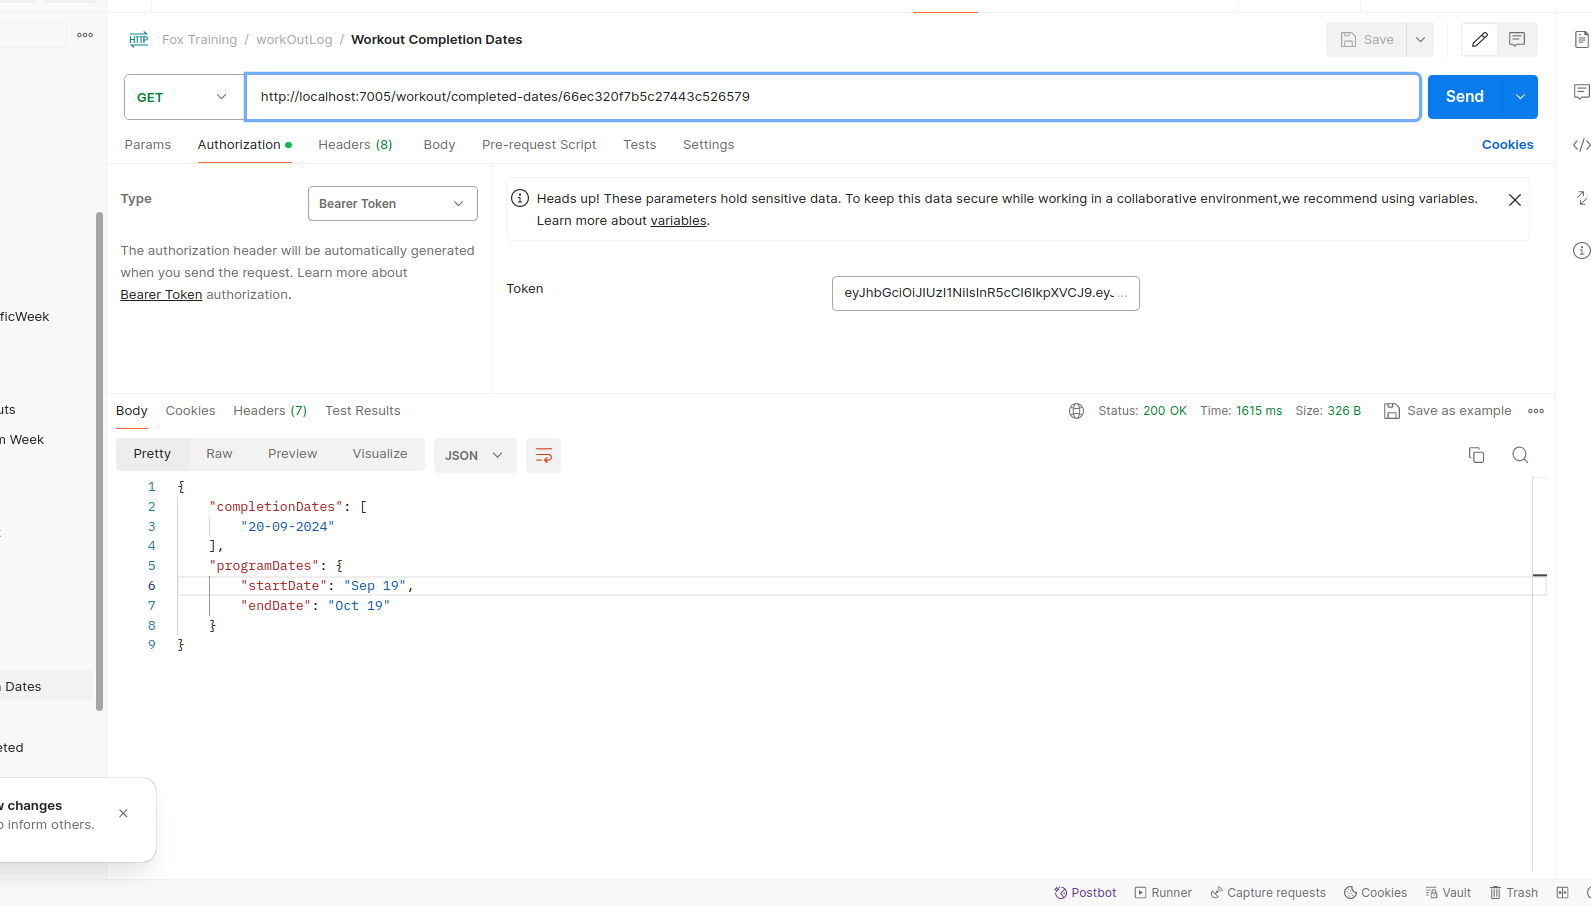 Fox Training / workOutLog / Workout Completion Dates
Save
GET
http://localhost:7005/workout/completed-dates/66ec320f7b5c27443c526579
Send
Params
Authorization
Headers (8)
Body
Pre-request Script
Tests
Settings
Cookies
Type
Bearer Token
The authorization header will be automatically generated
when you send the request. Learn more about
Bearer Token authorization.
Heads up! These parameters hold sensitive data. To keep this data secure while working in a collaborative environment,we recommend using variables.
Learn more about variables.
Token
eyJhbGciOiJIUzI1NiIsInR5cCI6IkpXVCJ9.eyJ...
ficWeek
uts
m Week
n Dates
eted
w changes
o inform others.
Body
Cookies
Headers (7)
Test Results
Status: 200 OK
Time: 1615 ms
Size: 326 B
Save as example
Pretty
Raw
Preview
Visualize
JSON
1 {
2 "completionDates": [
3 "20-09-2024"
4 ],
5 "programDates": {
6 "startDate": "Sep 19",
7 "endDate": "Oct 19"
8 }
9 }
Postbot
Runner
Capture requests
Cookies
Vault
Trash